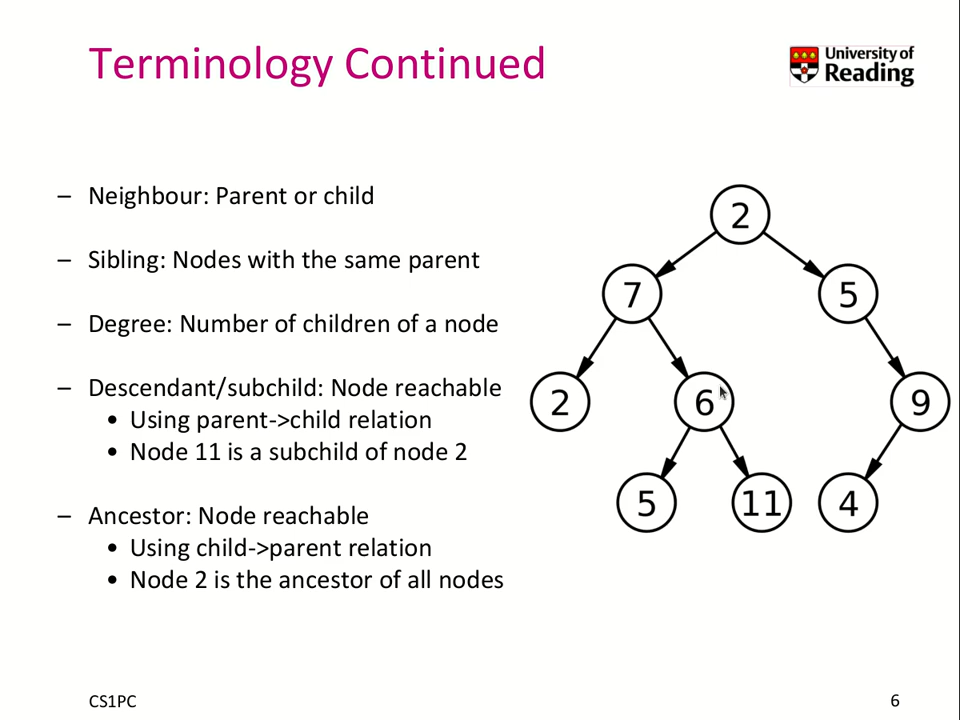 Terminology Continued
University of
Reading
– Neighbour: Parent or child
– Sibling: Nodes with the same parent
– Degree: Number of children of a node
– Descendant/subchild: Node reachable
• Using parent->child relation
• Node 11 is a subchild of node 2
– Ancestor: Node reachable
• Using child->parent relation
• Node 2 is the ancestor of all nodes
2
7 5
2 6 9
5 11 4
CS1PC 6